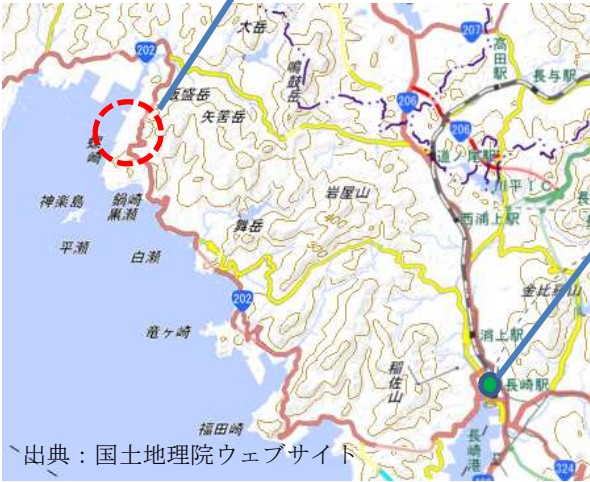 大岳
207
高田駅
長与駅
202
鳴鼓岳
飯盛岳
矢筈岳
206
206
道ノ尾駅
川平IC
長
岩屋山
西浦上駅
神楽島
鍋崎
黒瀬
舞岳
平瀬
白瀬
金比羅山
202
竜ヶ崎
浦上駅
稲佐山
長崎駅
福田崎
長崎港
324
出典：国土地理院ウェブサイト